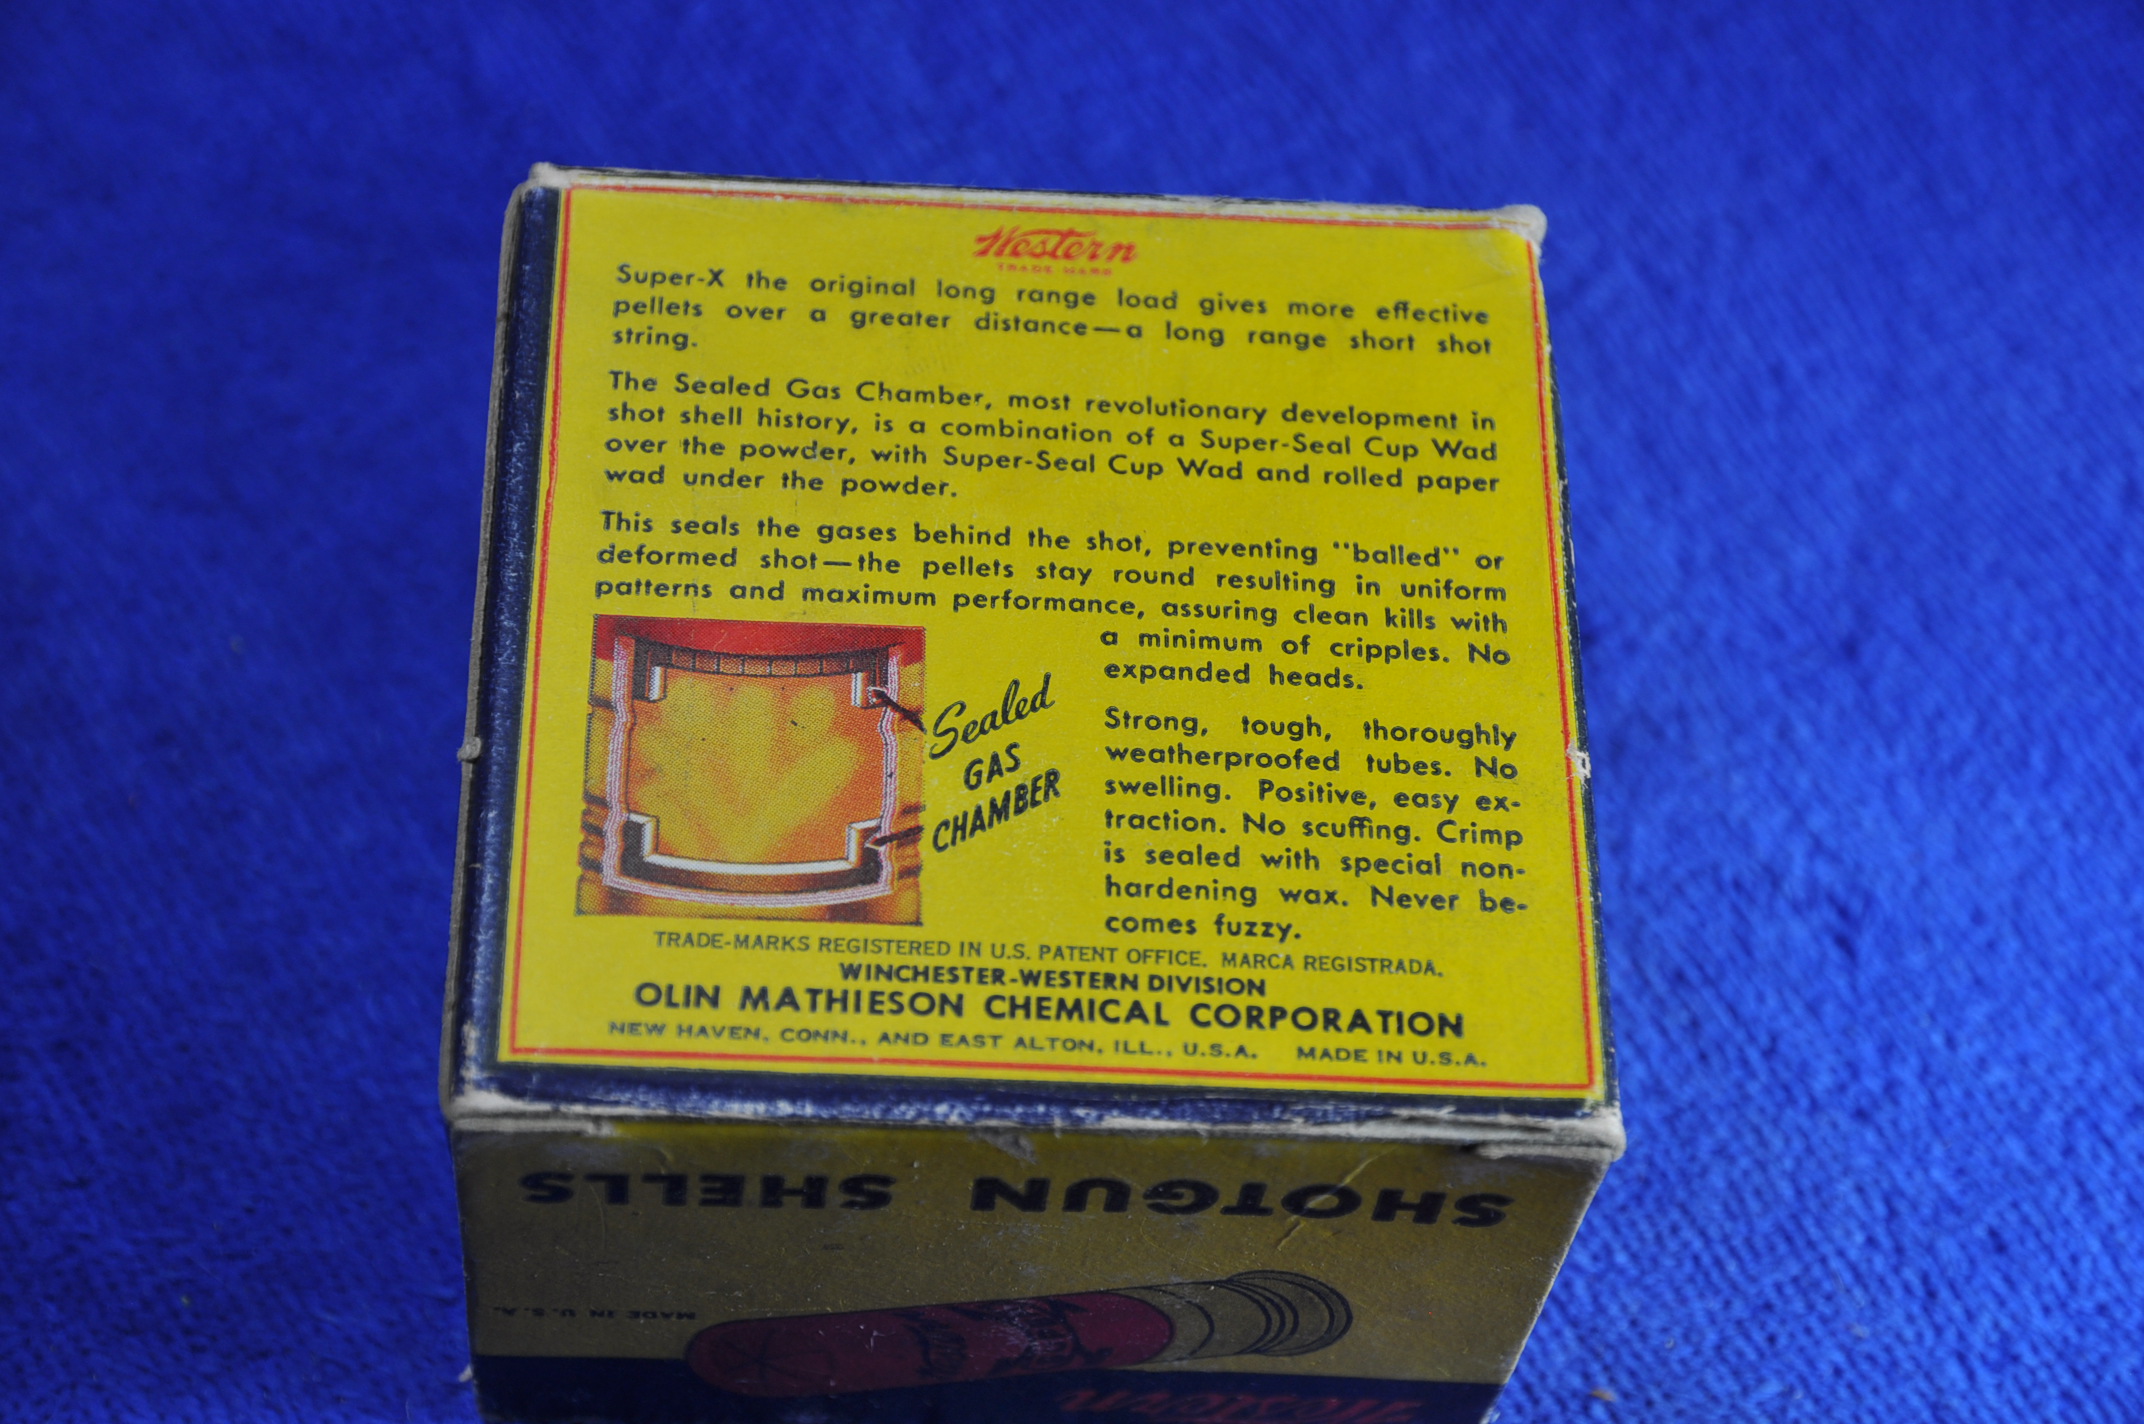 Western
TRADE-MARK
Super-X the original long range load gives more effective
pellets over a greater distance—a long range short shot
string.
The Sealed Gas Chamber, most revolutionary development in
shot shell history, is a combination of a Super-Seal Cup Wad
over the powder, with Super-Seal Cup Wad and rolled paper
wad under the powder.
This seals the gases behind the shot, preventing "balled" or
deformed shot—the pellets stay round resulting in uniform
patterns and maximum performance, assuring clean kills with
a minimum of cripples. No
expanded heads.
Sealed
GAS
CHAMBER
Strong, tough, thoroughly
weatherproofed tubes. No
swelling. Positive, easy ex-
traction. No scuffing. Crimp
is sealed with special non-
hardening wax. Never be-
comes fuzzy.
TRADE-MARKS REGISTERED IN U.S. PATENT OFFICE. MARCA REGISTRADA.
WINCHESTER-WESTERN DIVISION
OLIN MATHIESON CHEMICAL CORPORATION
NEW HAVEN, CONN., AND EAST ALTON, ILL., U.S.A. MADE IN U.S.A.
SHOTGUN SHELLS
MADE IN U.S.A.
Western